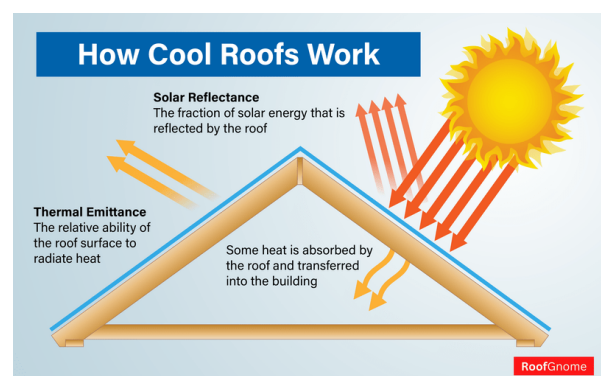 How Cool Roofs Work
Solar Reflectance
The fraction of solar energy that is
reflected by the roof
Thermal Emittance
The relative ability of
the roof surface to
radiate heat
Some heat is absorbed by
the roof and transferred
into the building
RoofGnome